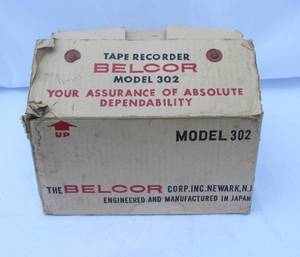 TAPE RECORDER
BELCOR
MODEL 302
YOUR ASSURANCE OF ABSOLUTE
DEPENDABILITY
UP
MODEL 302
THE BELCOR CORP. INC. NEWARK, N.J
ENGINEERED AND MANUFACTURED IN JAPAN